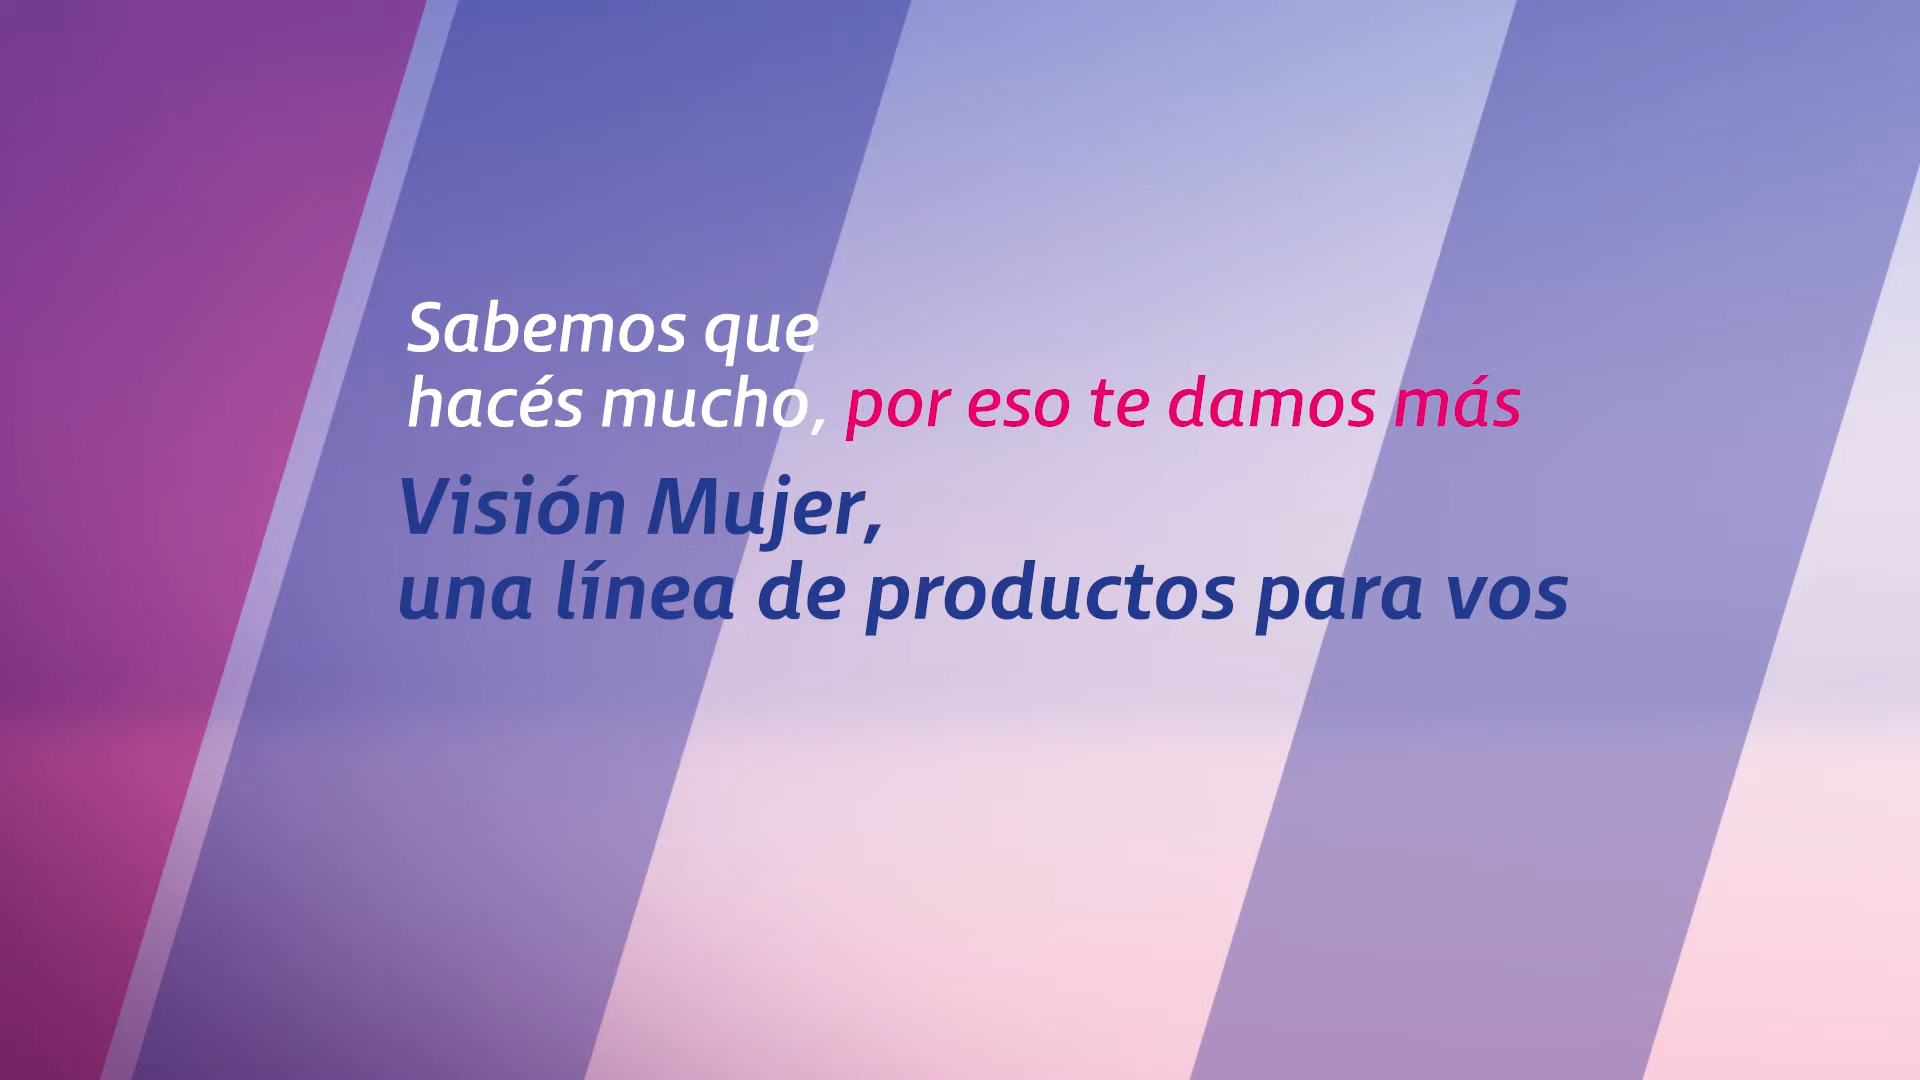 Sabemos que
hacés mucho, por eso te damos más
Visión Mujer,
una línea de productos para vos